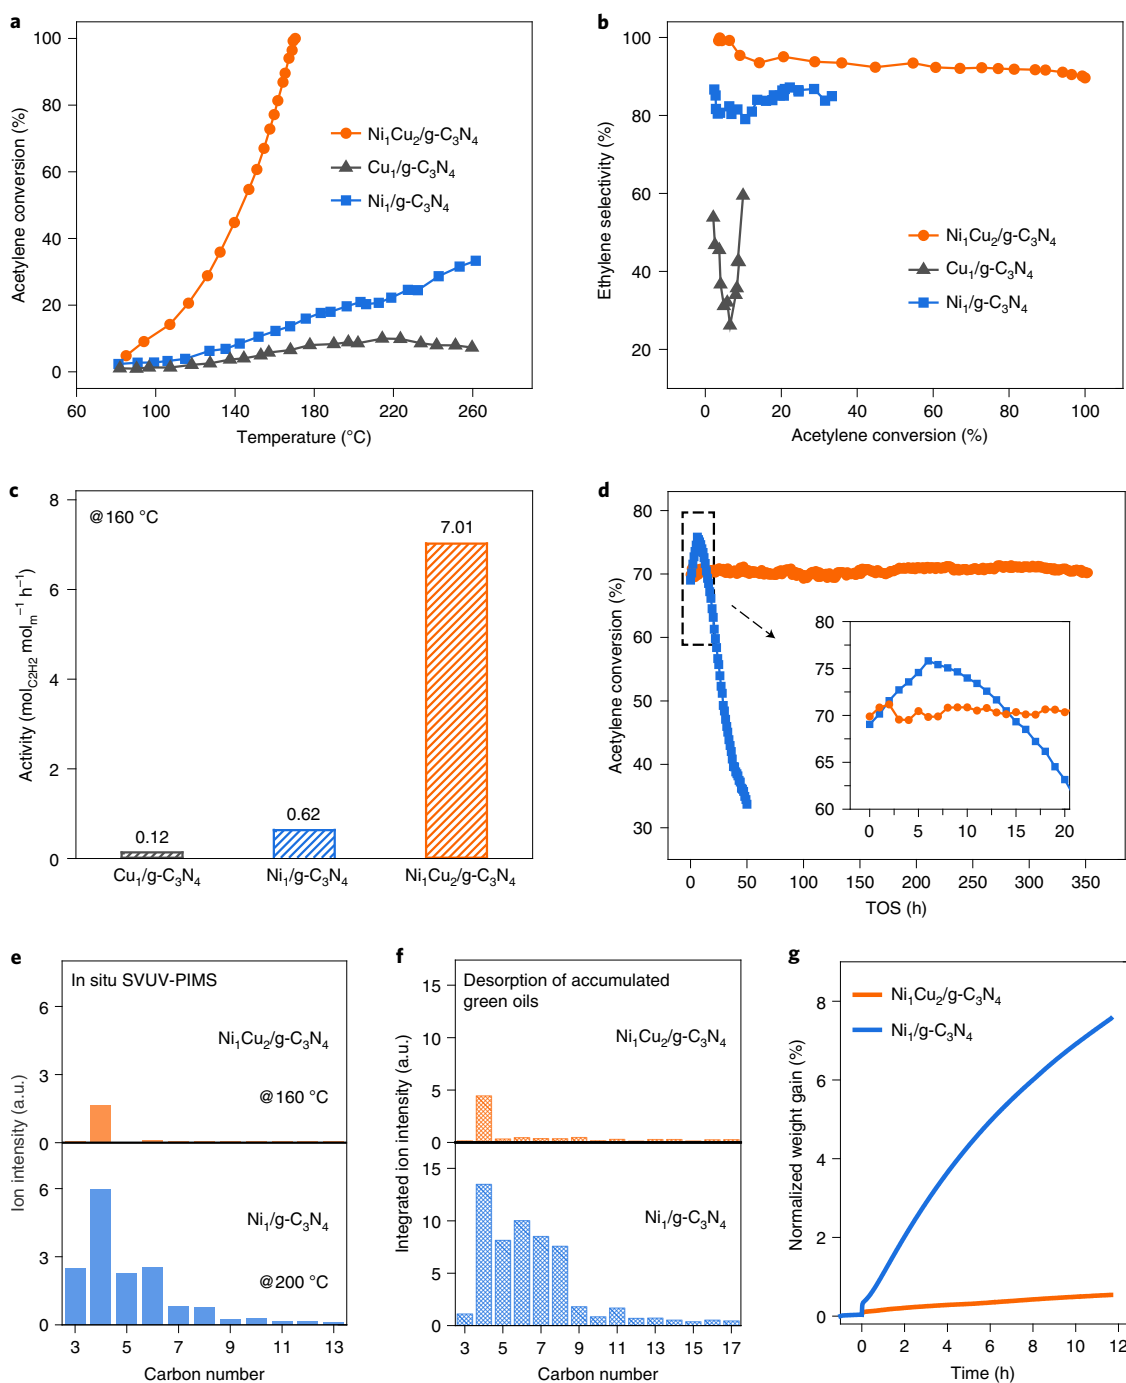 a
100
80
60
40
20
0
Acetylene conversion (%)
Ni₁Cu₂/g-C₃N₄
Cu₁/g-C₃N₄
Ni₁/g-C₃N₄
60 100 140 180 220 260
Temperature (°C)
b
100
80
60
40
20
Ethylene selectivity (%)
Ni₁Cu₂/g-C₃N₄
Cu₁/g-C₃N₄
Ni₁/g-C₃N₄
0 20 40 60 80 100
Acetylene conversion (%)
c
8
6
4
2
0
Activity (mol_C2H2 mol_m⁻¹ h⁻¹)
@160 °C
7.01
0.62
0.12
Cu₁/g-C₃N₄ Ni₁/g-C₃N₄ Ni₁Cu₂/g-C₃N₄
d
80
70
60
50
40
30
Acetylene conversion (%)
80
75
70
65
60
0 5 10 15 20
0 50 100 150 200 250 300 350
TOS (h)
e
In situ SVUV-PIMS
6
3
0
Ni₁Cu₂/g-C₃N₄
@160 °C
Ion intensity (a.u.)
6
3
0
Ni₁/g-C₃N₄
@200 °C
3 5 7 9 11 13
Carbon number
f
Desorption of accumulated
green oils
15
10
5
0
Ni₁Cu₂/g-C₃N₄
Integrated ion intensity (a.u.)
15
10
5
0
Ni₁/g-C₃N₄
3 5 7 9 11 13 15 17
Carbon number
g
8
6
4
2
0
Normalized weight gain (%)
Ni₁Cu₂/g-C₃N₄
Ni₁/g-C₃N₄
0 2 4 6 8 10 12
Time (h)